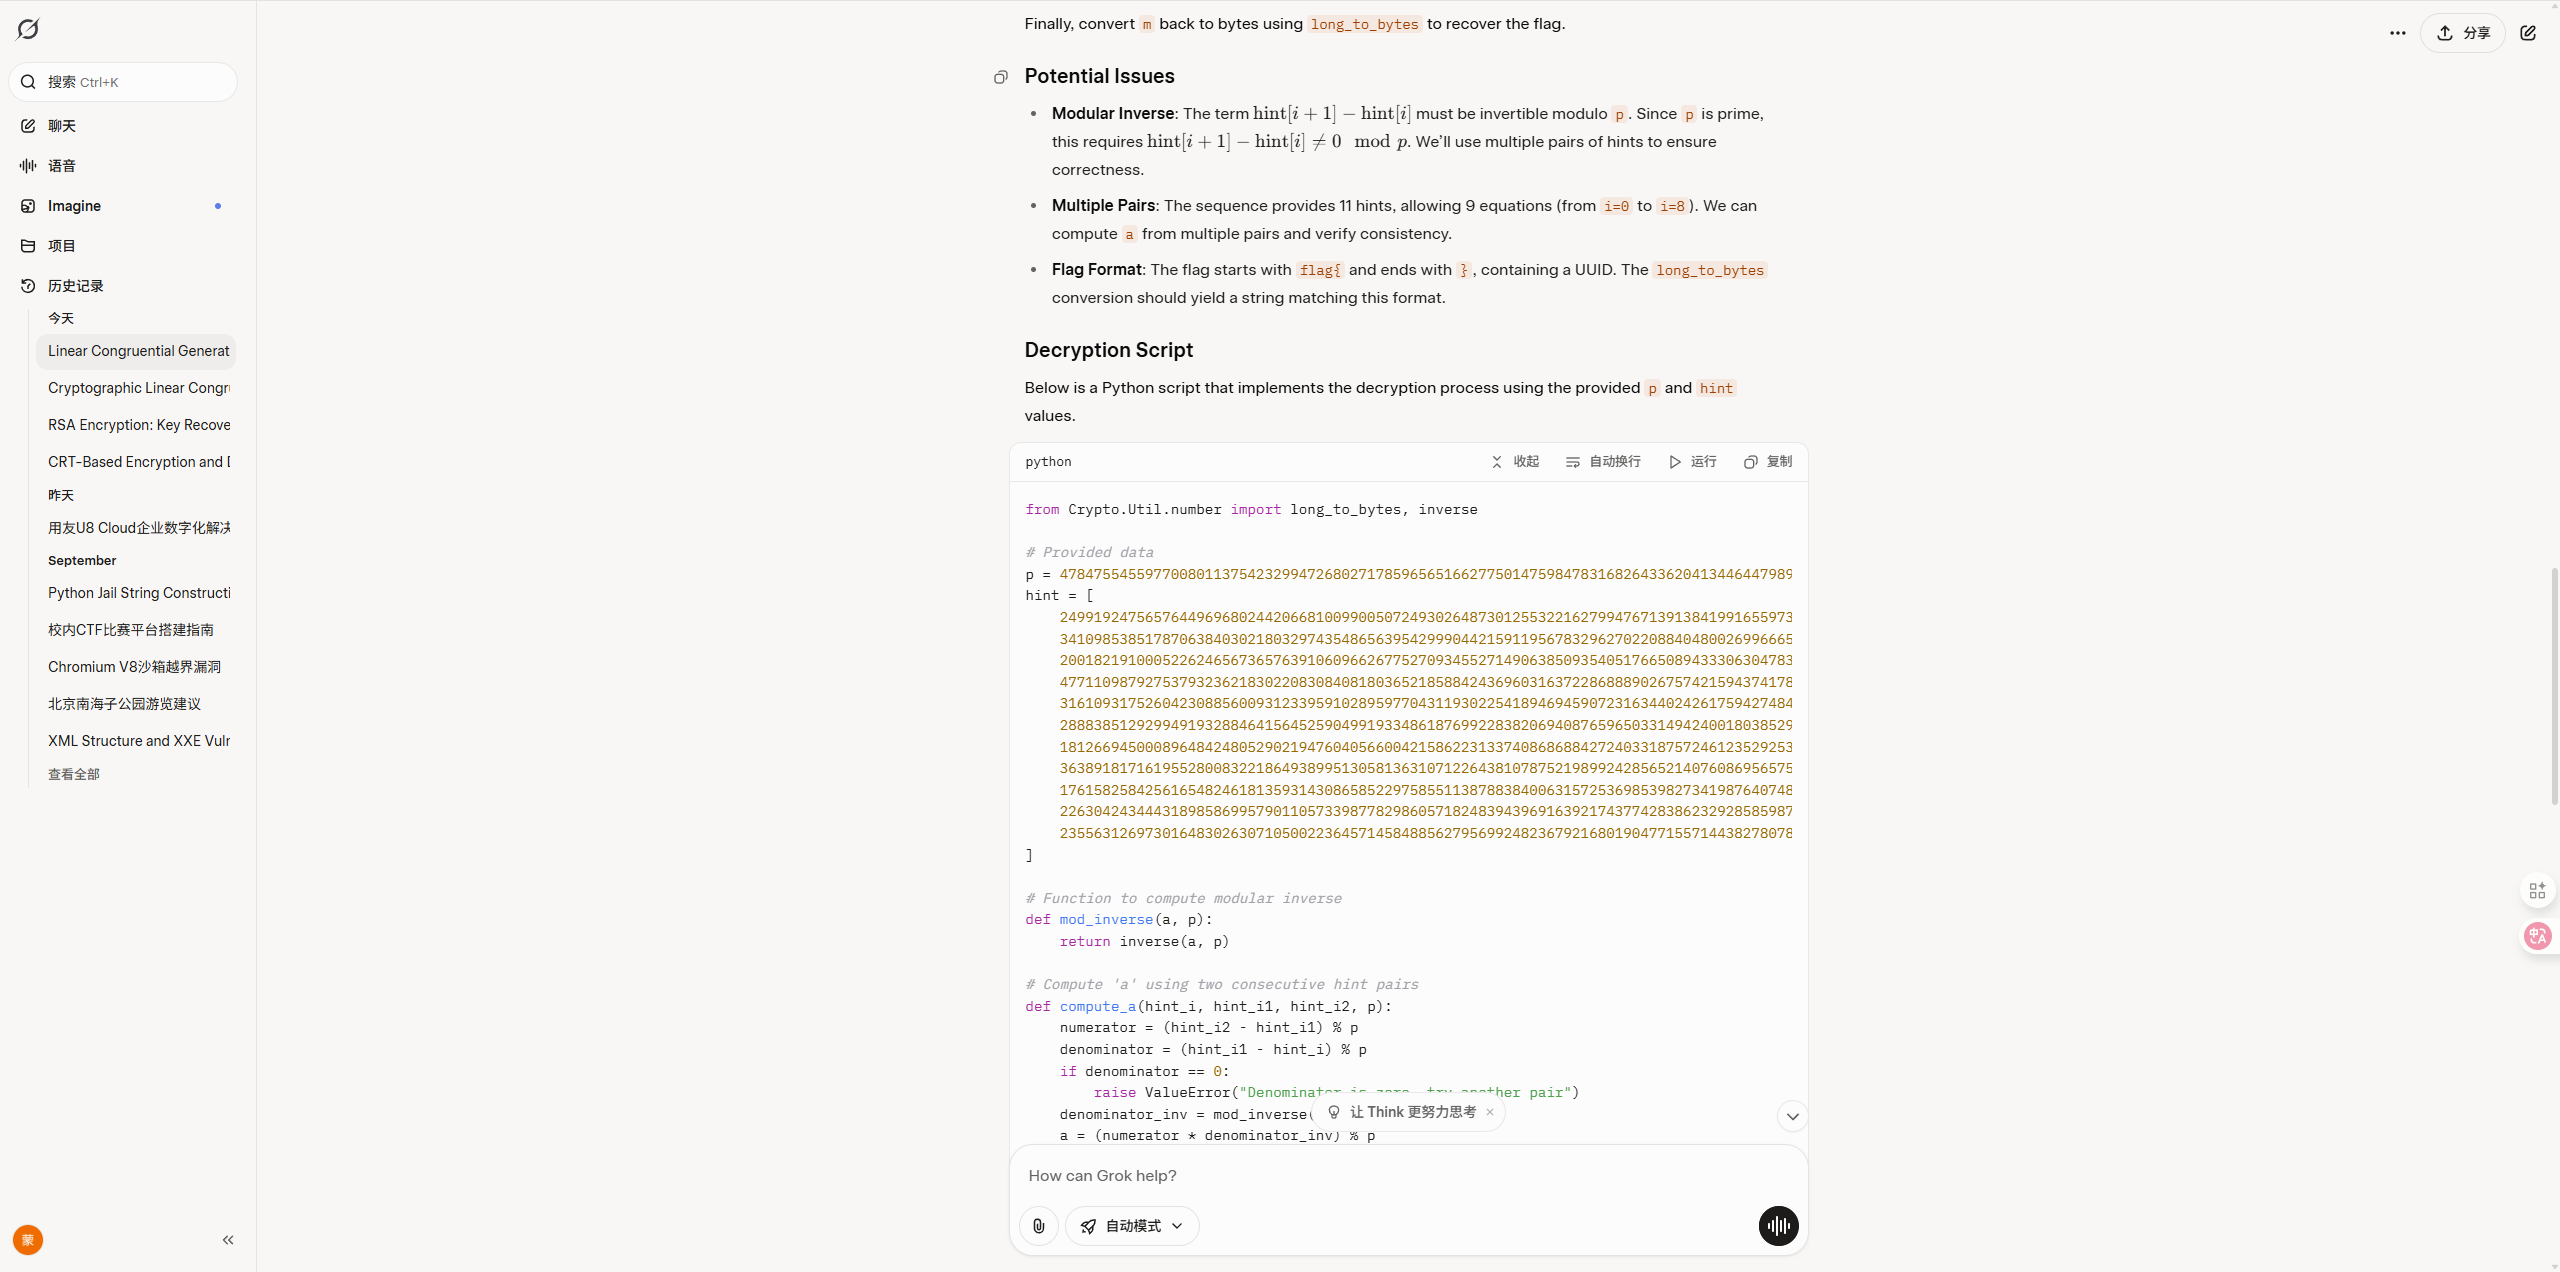 搜索 Ctrl+K
聊天
语音
Imagine
项目
历史记录
今天
Linear Congruential Generat
Cryptographic Linear Congr
RSA Encryption: Key Recove
CRT-Based Encryption and D
昨天
用友U8 Cloud企业数字化解决
September
Python Jail String Constructi
校内CTF比赛平台搭建指南
Chromium V8沙箱越界漏洞
北京南海子公园游览建议
XML Structure and XXE Vulr
查看全部
蒙
分享
Finally, convert m back to bytes using long_to_bytes to recover the flag.
Potential Issues
• Modular Inverse: The term hint[i + 1] − hint[i] must be invertible modulo p. Since p is prime,
this requires hint[i + 1] − hint[i] ≠ 0 mod p. We'll use multiple pairs of hints to ensure
correctness.
• Multiple Pairs: The sequence provides 11 hints, allowing 9 equations (from i=0 to i=8). We can
compute a from multiple pairs and verify consistency.
• Flag Format: The flag starts with flag{ and ends with }, containing a UUID. The long_to_bytes
conversion should yield a string matching this format.
Decryption Script
Below is a Python script that implements the decryption process using the provided p and hint
values.
python
收起
自动换行
运行
复制
from Crypto.Util.number import long_to_bytes, inverse
# Provided data
p = 47847554559770080113754232994726802717859656516627750147598478316826433620413446447989
hint = [
24991924756576449696802442066810099005072493026487301255322162799476713913841991655973
34109853851787063840302180329743548656395429990442159119567832962702208840480026996665
20018219100052262465673657639106096626775270934552714906385093540517665089433306304783
47711098792753793236218302208308408180365218588424369603163722868889026757421594374178
31610931752604230885600931233959102895977043119302254189469459072316344024261759427484
28883851292994919328846415645259049919334861876992283820694087659650331494240018038529
18126694500089648424805290219476040566004215862231337408686884272403318757246123529253
36389181716195528008322186493899513058136310712264381078752198992428565214076086956575
17615825842561654824618135931430865852297585511387883840063157253698539827341987640748
22630424344431898586995790110573398778298605718248394396916392174377428386232928585987
23556312697301648302630710500223645714584885627956992482367921680190477155714438278078
]
# Function to compute modular inverse
def mod_inverse(a, p):
return inverse(a, p)
# Compute 'a' using two consecutive hint pairs
def compute_a(hint_i, hint_i1, hint_i2, p):
numerator = (hint_i2 - hint_i1) % p
denominator = (hint_i1 - hint_i) % p
if denominator == 0:
raise ValueError("Denominator is zero, try another pair")
denominator_inv = mod_inverse(
a = (numerator * denominator_inv) % p
让 Think 更努力思考 ×
How can Grok help?
自动模式